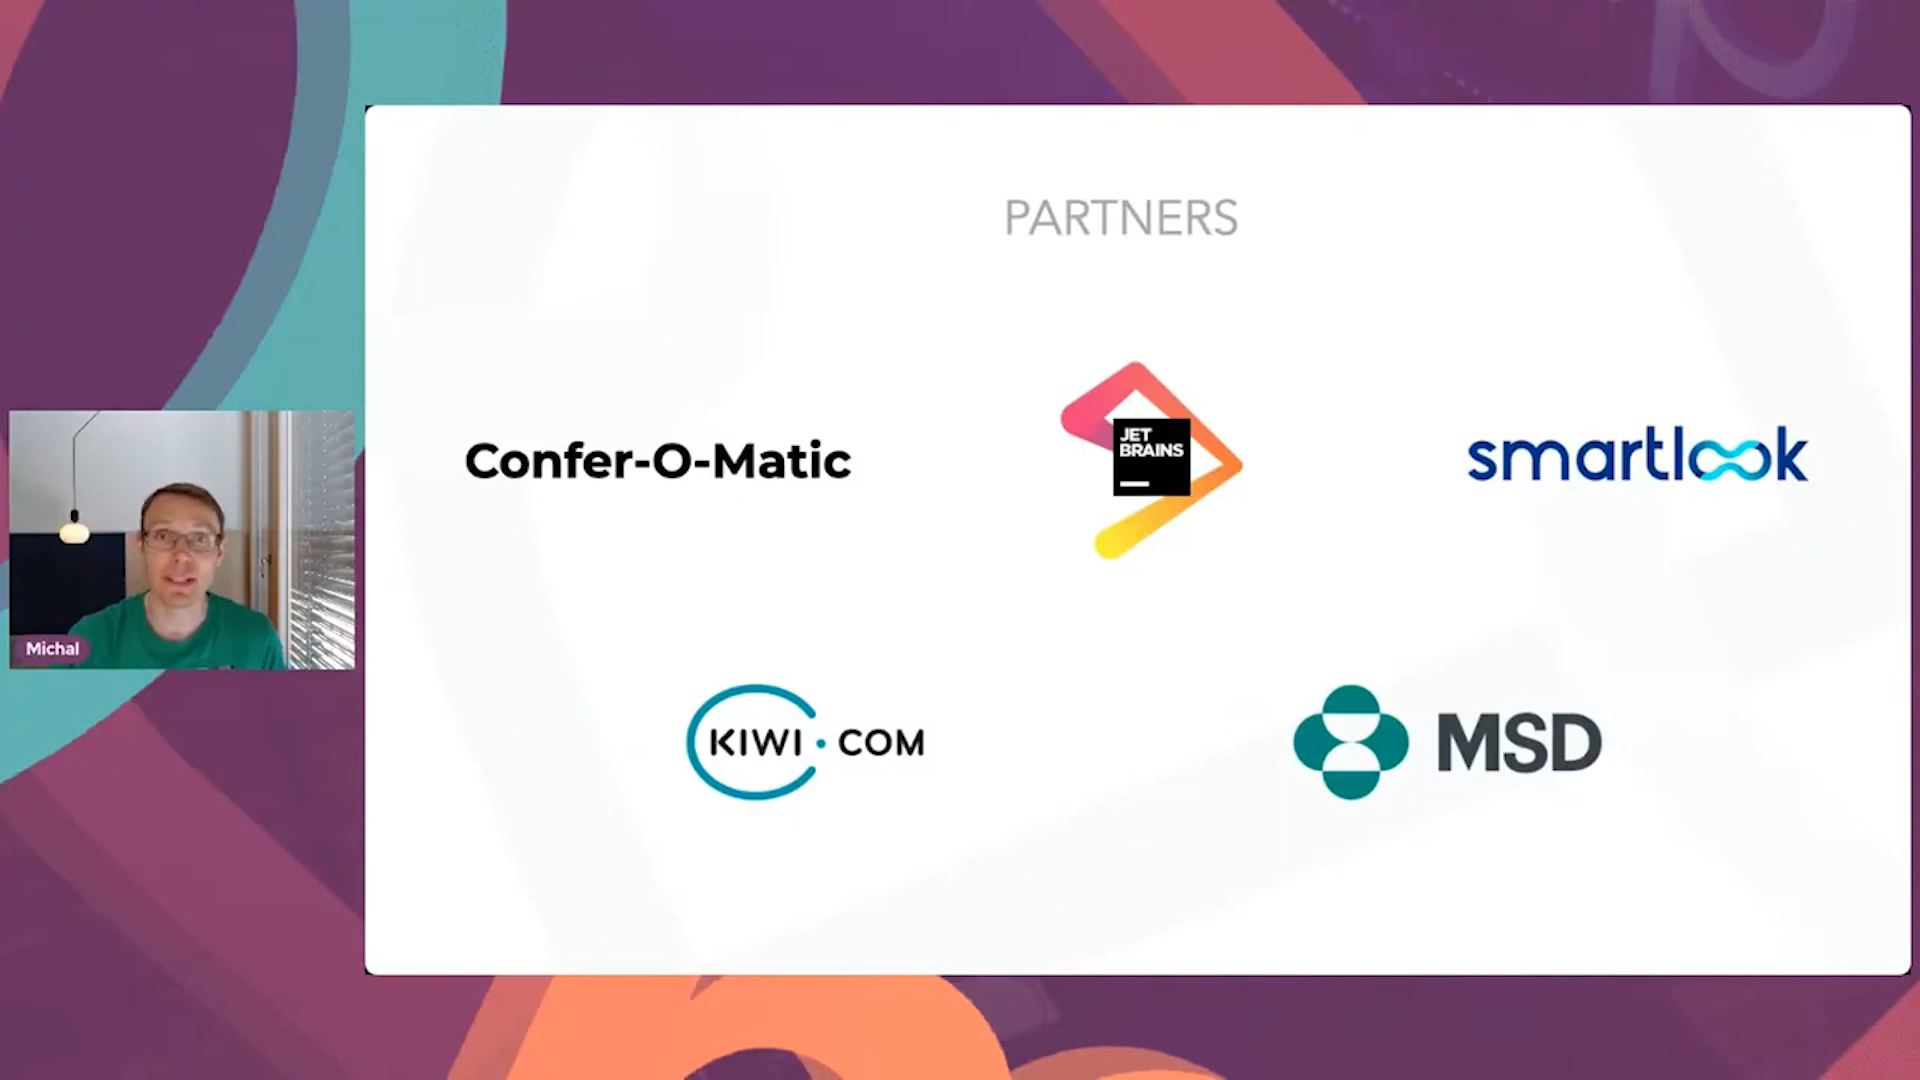 PARTNERS
Confer-O-Matic
JET
BRAINS
smartlook
Michal
KIWI.COM
MSD